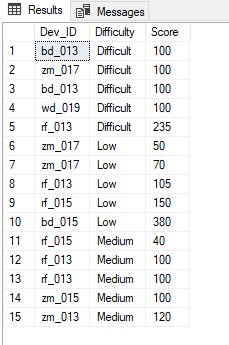 Results Messages
Dev_ID Difficulty Score
1 bd_013 Difficult 100
2 zm_017 Difficult 100
3 bd_013 Difficult 100
4 wd_019 Difficult 100
5 rf_013 Difficult 235
6 zm_017 Low 50
7 zm_017 Low 70
8 rf_013 Low 105
9 rf_015 Low 150
10 bd_015 Low 380
11 rf_015 Medium 40
12 rf_013 Medium 100
13 rf_013 Medium 100
14 zm_015 Medium 100
15 zm_013 Medium 120